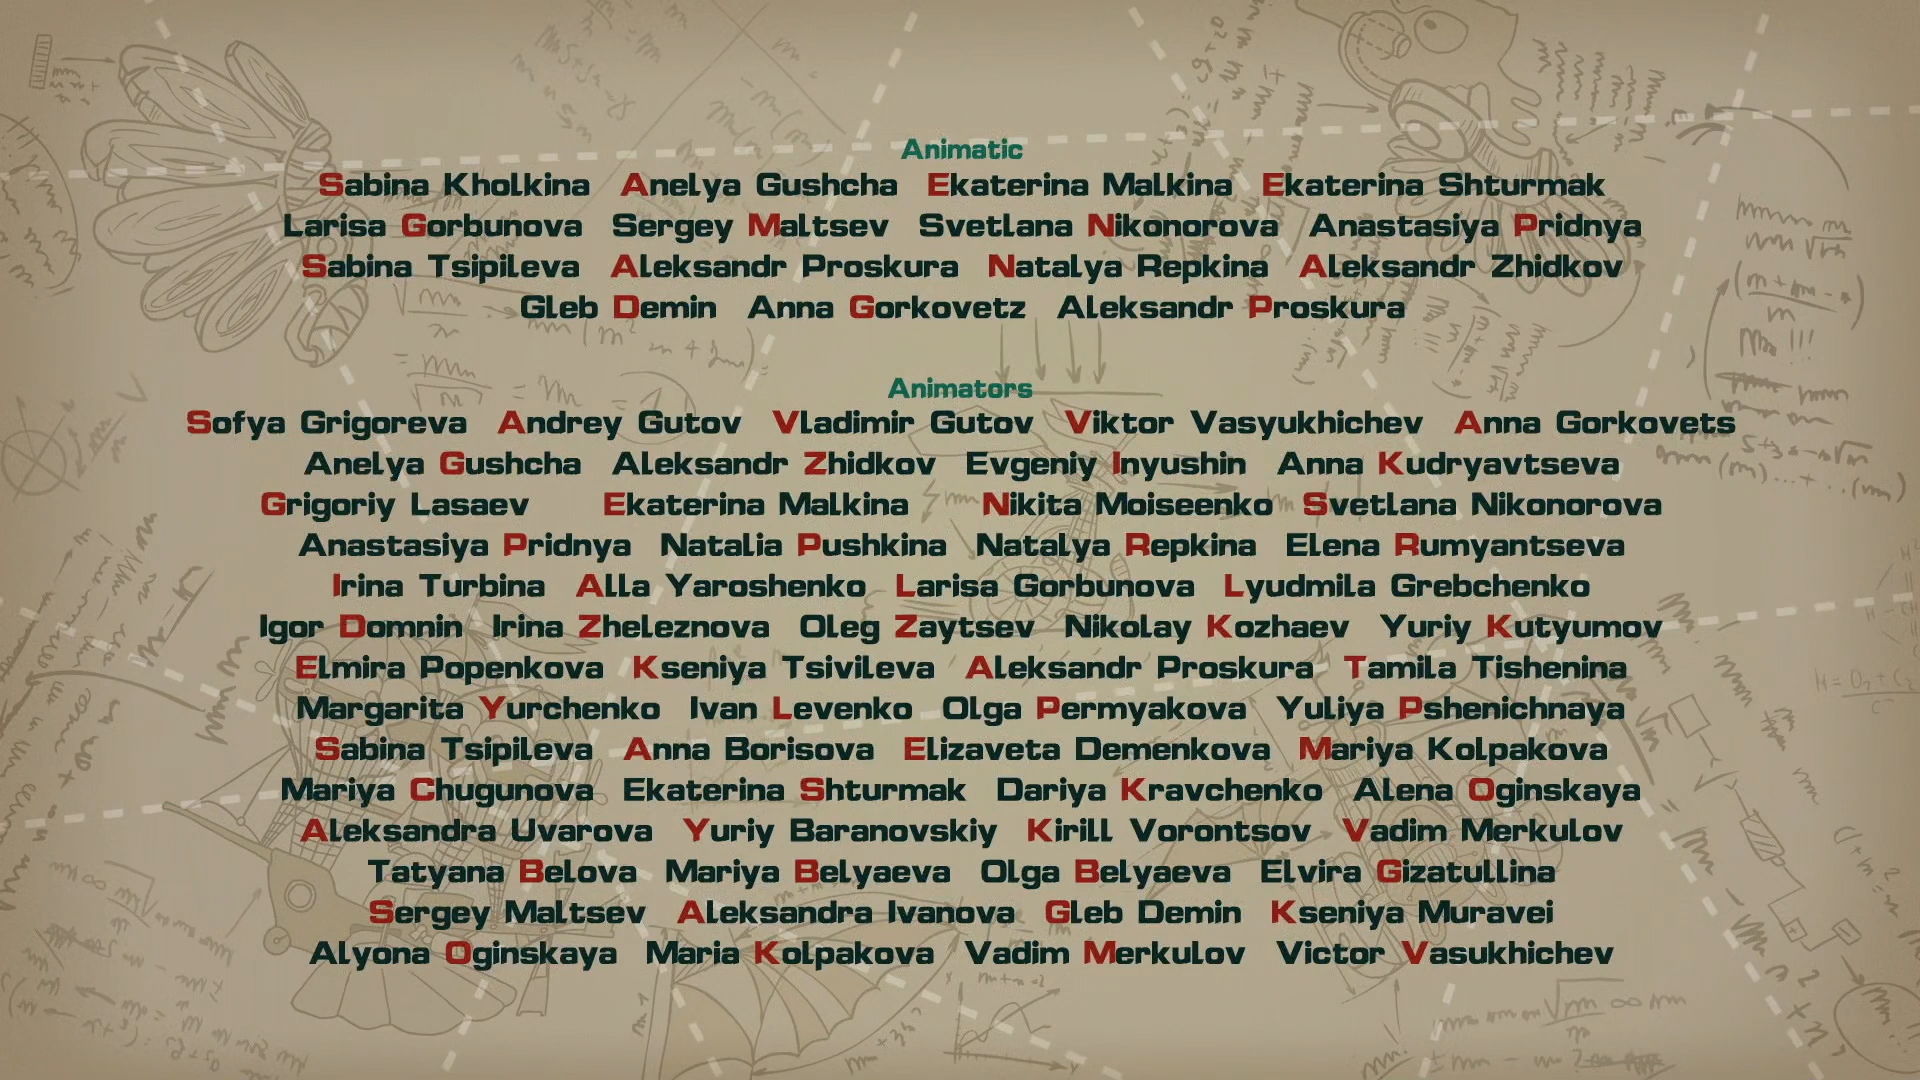 Animatic
Sabina Kholkina Anelya Gushcha Ekaterina Malkina Ekaterina Shturmak
Larisa Gorbunova Sergey Maltsev Svetlana Nikonorova Anastasiya Pridnya
Sabina Tsipileva Aleksandr Proskura Natalya Repkina Aleksandr Zhidkov
Gleb Demin Anna Gorkovetz Aleksandr Proskura
Animators
Sofya Grigoreva Andrey Gutov Vladimir Gutov Viktor Vasyukhichev Anna Gorkovets
Anelya Gushcha Aleksandr Zhidkov Evgeniy Inyushin Anna Kudryavtseva
Grigoriy Lasaev Ekaterina Malkina Nikita Moiseenko Svetlana Nikonorova
Anastasiya Pridnya Natalia Pushkina Natalya Repkina Elena Rumyantseva
Irina Turbina Alla Yaroshenko Larisa Gorbunova Lyudmila Grebchenko
Igor Domnin Irina Zheleznova Oleg Zaytsev Nikolay Kozhaev Yuriy Kutyumov
Elmira Popenkova Kseniya Tsivileva Aleksandr Proskura Tamila Tishenina
Margarita Yurchenko Ivan Levenko Olga Permyakova Yuliya Pshenichnaya
Sabina Tsipileva Anna Borisova Elizaveta Demenkova Mariya Kolpakova
Mariya Chugunova Ekaterina Shturmak Dariya Kravchenko Alena Oginskaya
Aleksandra Uvarova Yuriy Baranovskiy Kirill Vorontsov Vadim Merkulov
Tatyana Belova Mariya Belyaeva Olga Belyaeva Elvira Gizatullina
Sergey Maltsev Aleksandra Ivanova Gleb Demin Kseniya Muravei
Alyona Oginskaya Maria Kolpakova Vadim Merkulov Victor Vasukhichev